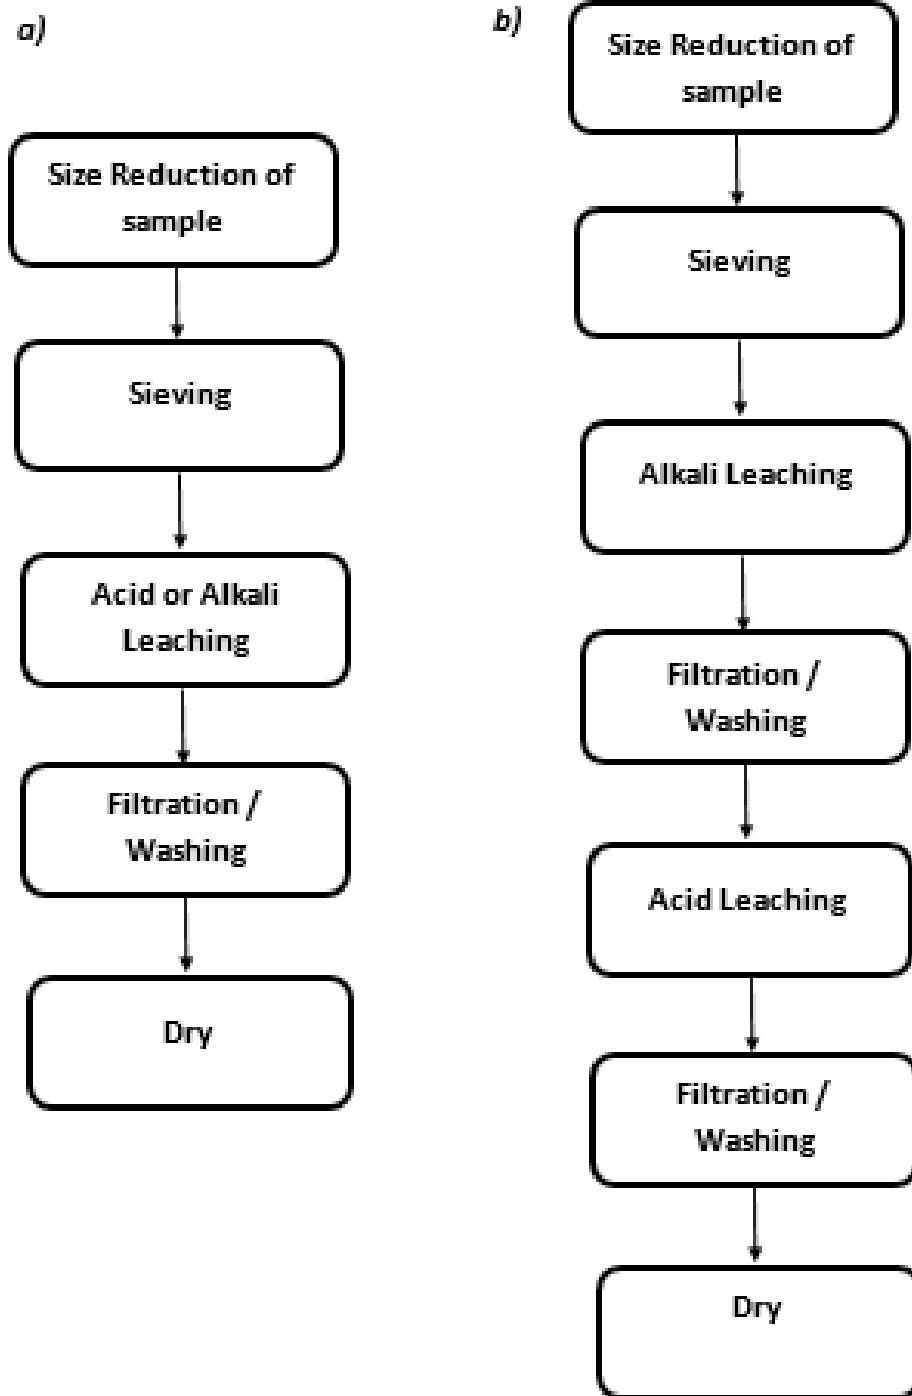 a)
Size Reduction of
sample
Sieving
Acid or Alkali
Leaching
Filtration /
Washing
Dry
b)
Size Reduction of
sample
Sieving
Alkali Leaching
Filtration /
Washing
Acid Leaching
Filtration /
Washing
Dry